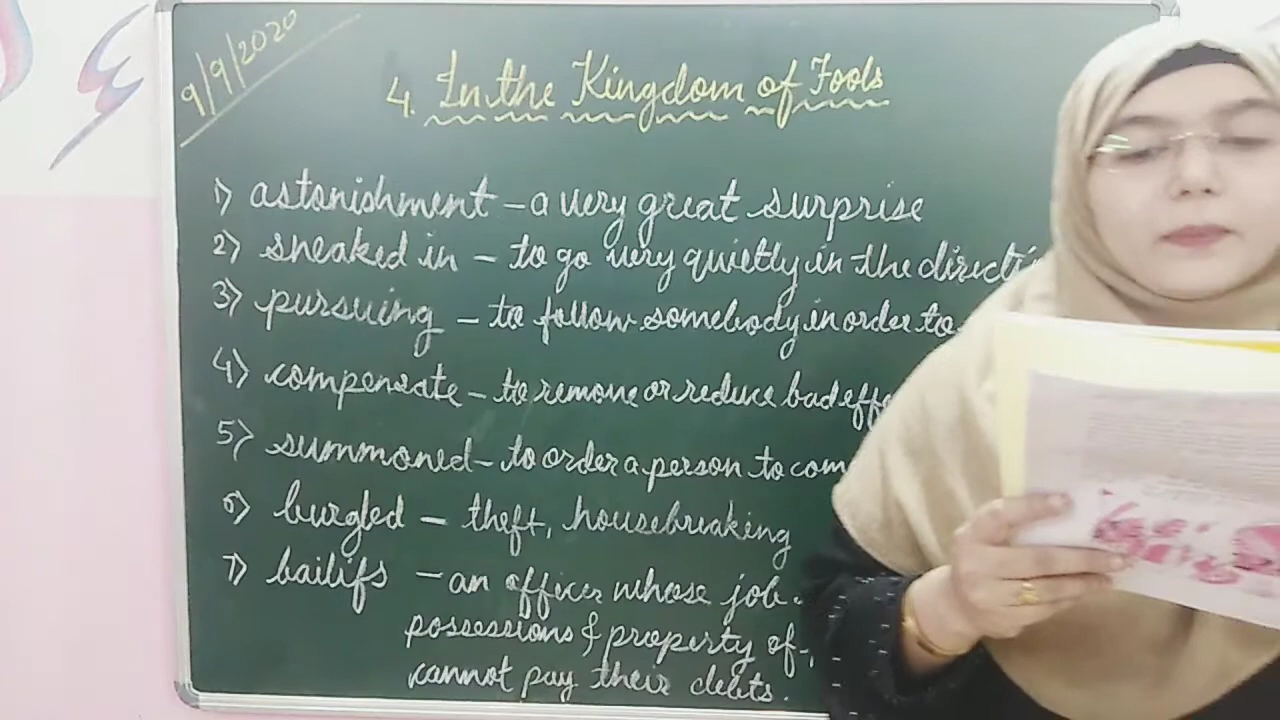 9/9/2020
4. In the Kingdom of Fools
1) astonishment – a very great surprise
2) sneaked in – to go very quietly in the
3) pursuing – to follow somebody in order to
4) compensate – to remove or reduce bad
5) summoned – to order a person to
6) burgled – theft, housebreaking
7) bailifs – an officer whose job
possessions & property of
cannot pay their debts.